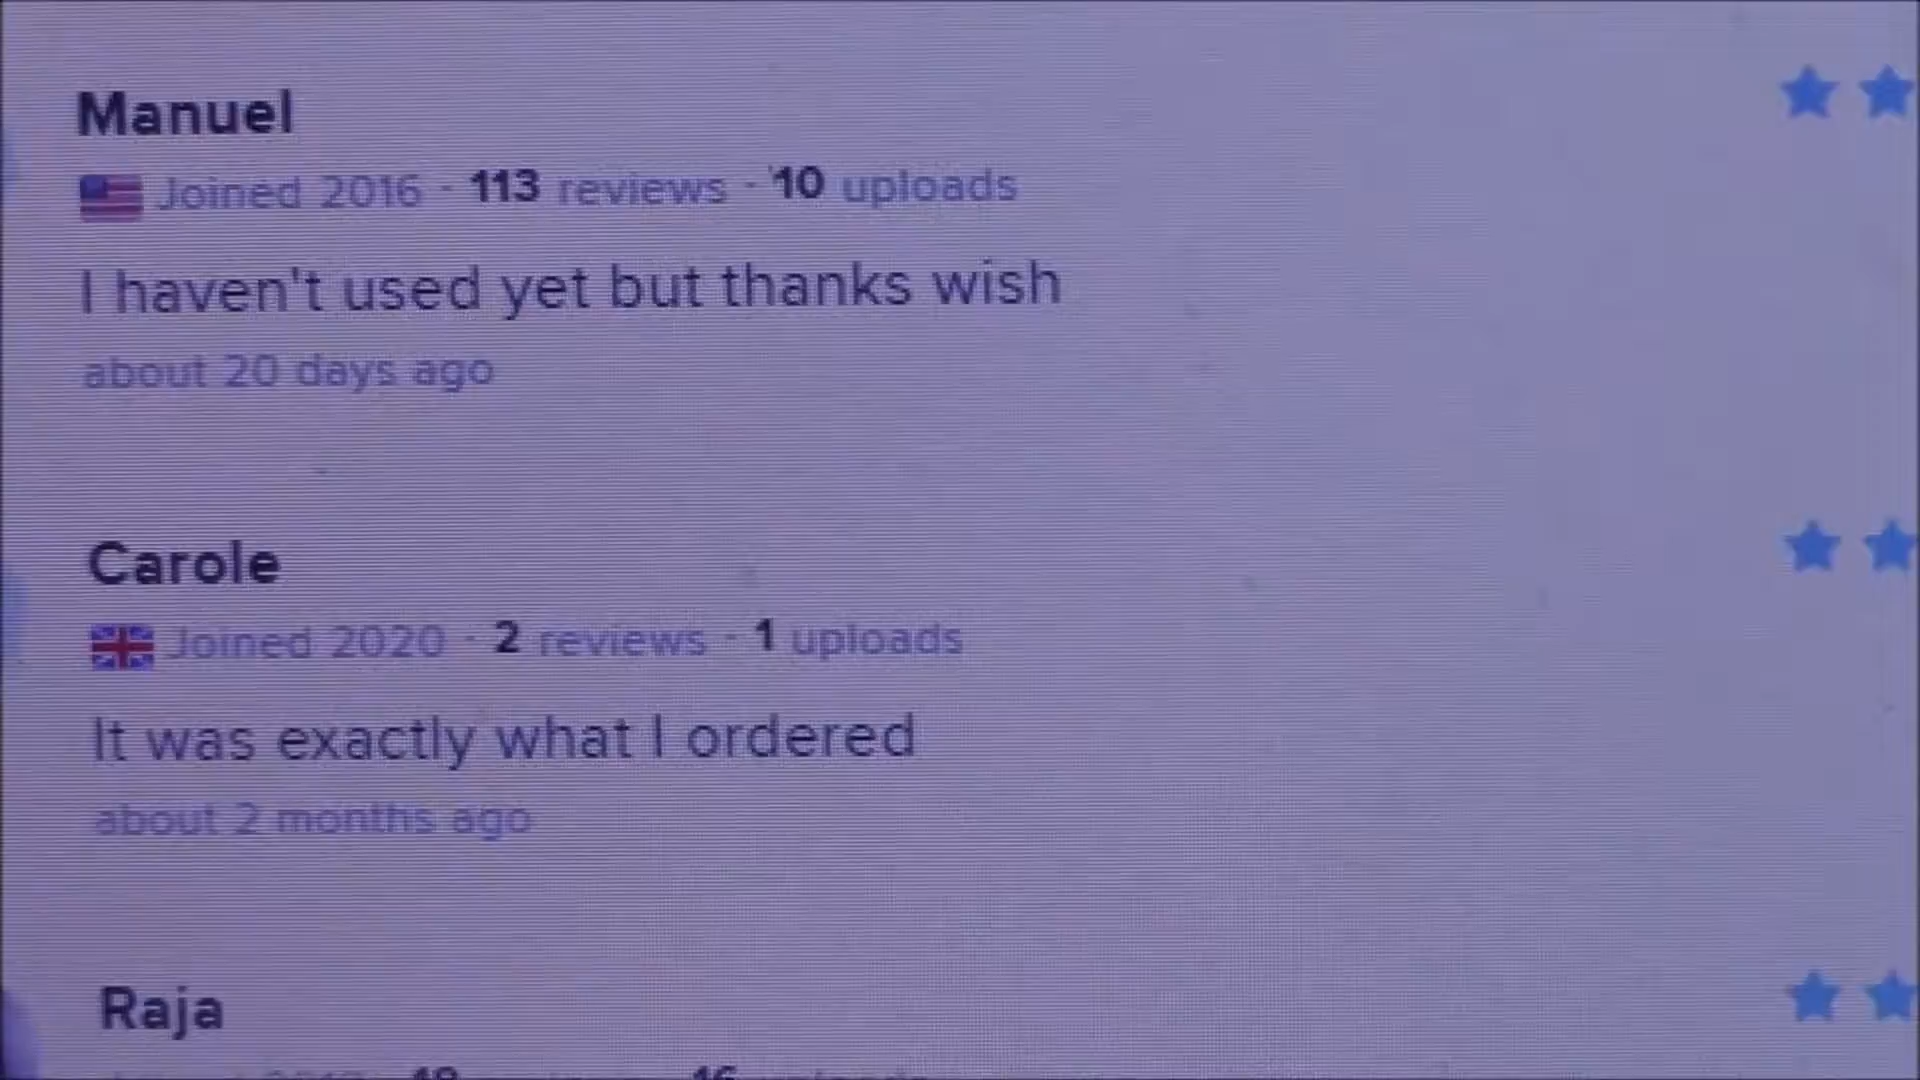 Manuel
Joined 2016 - 113 reviews - 10 uploads
I haven't used yet but thanks wish
about 20 days ago
Carole
Joined 2020 - 2 reviews - 1 uploads
It was exactly what I ordered
about 2 months ago
Raja